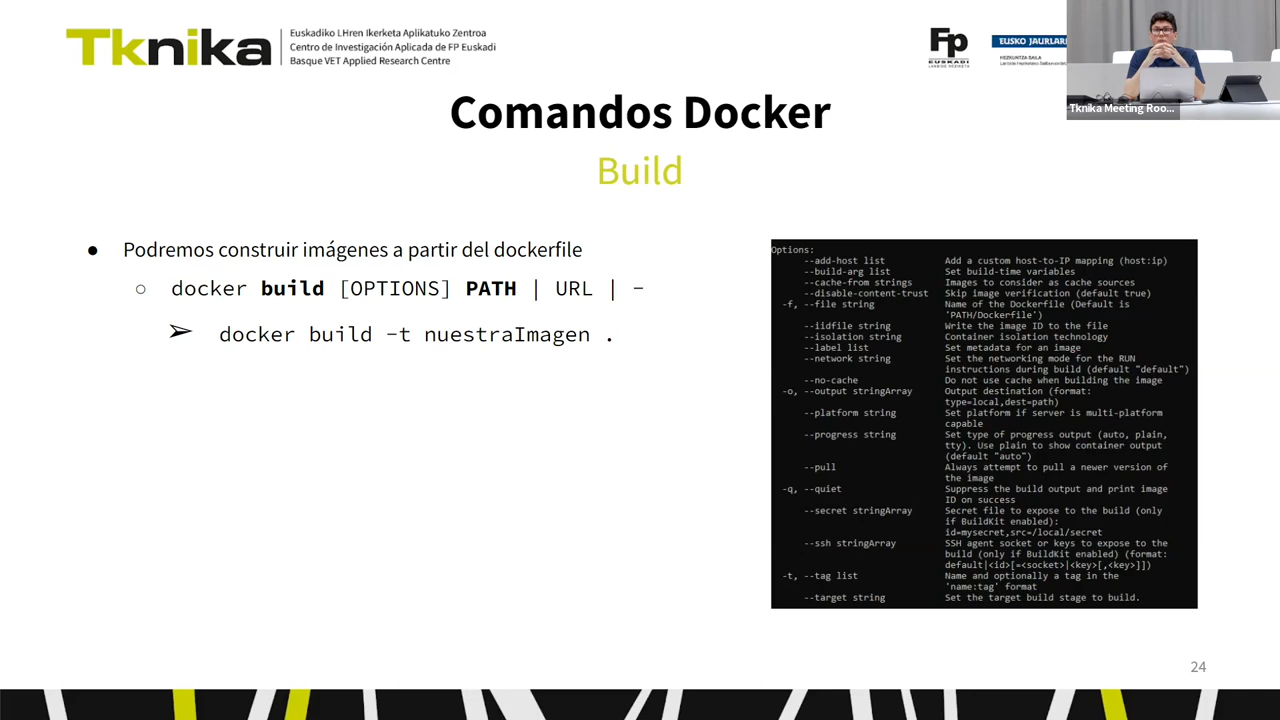 Tknika
Euskadiko LHren Ikerketa Aplikatuko Zentroa
Centro de Investigación Aplicada de FP Euskadi
Basque VET Applied Research Centre
Fp
EUSKADI
LANBIDE HEZIKETA
EUSKO JAURLAR
HEZKUNTZA SAILA
Tknika Meeting Roo...
Comandos Docker
Build
● Podremos construir imágenes a partir del dockerfile
○ docker build [OPTIONS] PATH | URL | -
➢ docker build -t nuestraImagen .
Options:
--add-host list Add a custom host-to-IP mapping (host:ip)
--build-arg list Set build-time variables
--cache-from strings Images to consider as cache sources
--disable-content-trust Skip image verification (default true)
-f, --file string Name of the Dockerfile (Default is
'PATH/Dockerfile')
--iidfile string Write the image ID to the file
--isolation string Container isolation technology
--label list Set metadata for an image
--network string Set the networking mode for the RUN
instructions during build (default "default")
--no-cache Do not use cache when building the image
-o, --output stringArray Output destination (format:
type=local,dest=path)
--platform string Set platform if server is multi-platform
capable
--progress string Set type of progress output (auto, plain,
tty). Use plain to show container output
(default "auto")
--pull Always attempt to pull a newer version of
the image
-q, --quiet Suppress the build output and print image
ID on success
--secret stringArray Secret file to expose to the build (only
if BuildKit enabled):
id=mysecret,src=/local/secret
--ssh stringArray SSH agent socket or keys to expose to the
build (only if BuildKit enabled) (format:
default|<id>[=<socket>|<key>[,<key>]])
-t, --tag list Name and optionally a tag in the
'name:tag' format
--target string Set the target build stage to build.
24